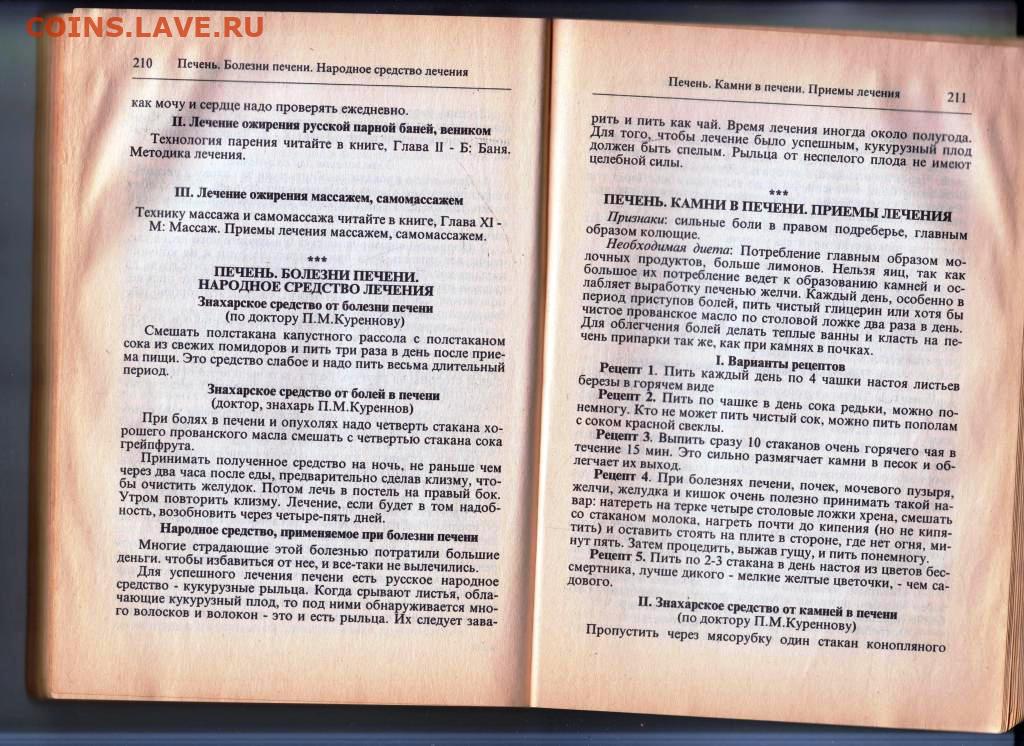 COINS.LAVE.RU
210 Печень. Болезни печени. Народное средство лечения
как мочу и сердце надо проверять ежедневно.
II. Лечение ожирения русской парной баней, веником
Технология парения читайте в книге, Глава II - Б: Баня.
Методика лечения.
III. Лечение ожирения массажем, самомассажем
Технику массажа и самомассажа читайте в книге, Глава XI -
М: Массаж. Приемы лечения массажем, самомассажем.
***
ПЕЧЕНЬ. БОЛЕЗНИ ПЕЧЕНИ.
НАРОДНОЕ СРЕДСТВО ЛЕЧЕНИЯ
Знахарское средство от болезни печени
(по доктору П.М.Куреннову)
Смешать полстакана капустного рассола с полстаканом
сока из свежих помидоров и пить три раза в день после прие-
ма пищи. Это средство слабое и надо пить весьма длительный
период.
Знахарское средство от болей в печени
(доктор, знахарь П.М.Куреннов)
При болях в печени и опухолях надо четверть стакана хо-
рошего прованского масла смешать с четвертью стакана сока
грейпфрута.
Принимать полученное средство на ночь, не раньше чем
через два часа после еды, предварительно сделав клизму, что-
бы очистить желудок. Потом лечь в постель на правый бок.
Утром повторить клизму. Лечение, если будет в том надоб-
ность, возобновить через четыре-пять дней.
Народное средство, применяемое при болезни печени
Многие страдающие этой болезнью потратили большие
деньги. чтобы избавиться от нее, и все-таки не вылечились.
Для успешного лечения печени есть русское народное
средство - кукурузные рыльца. Когда срывают листья, обла-
чающие кукурузный плод, то под ними обнаруживается мно-
го волосков и волокон - это и есть рыльца. Их следует зава-
Печень. Камни в печени. Приемы лечения 211
рить и пить как чай. Время лечения иногда около полугода.
Для того, чтобы лечение было успешным, кукурузный плод
должен быть спелым. Рыльца от неспелого плода не имеют
целебной силы.
***
ПЕЧЕНЬ. КАМНИ В ПЕЧЕНИ. ПРИЕМЫ ЛЕЧЕНИЯ
Признаки: сильные боли в правом подреберье, главным
образом колющие.
Необходимая диета: Потребление главным образом мо-
лочных продуктов, больше лимонов. Нельзя яиц, так как
большое их потребление ведет к образованию камней и ос-
лабляет выработку печенью желчи. Каждый день, особенно в
период приступов болей, пить чистый глицерин или хотя бы
чистое прованское масло по столовой ложке два раза в день.
Для облегчения болей делать теплые ванны и класть на пе-
чень припарки так же, как при камнях в почках.
I. Варианты рецептов
Рецепт 1. Пить каждый день по 4 чашки настоя листьев
березы в горячем виде
Рецепт 2. Пить по чашке в день сока редьки, можно по-
немногу. Кто не может пить чистый сок, можно пить пополам
с соком красной свеклы.
Рецепт 3. Выпить сразу 10 стаканов очень горячего чая в
течение 15 мин. Это сильно размягчает камни в песок и об-
легчает их выход.
Рецепт 4. При болезнях печени, почек, мочевого пузыря,
желчи, желудка и кишок очень полезно принимать такой на-
вар: натереть на терке четыре столовые ложки хрена, смешать
со стаканом молока, нагреть почти до кипения (но не кипя-
тить) и оставить стоять на плите в стороне, где нет огня, ми-
нут пять. Затем процедить, выжав гущу, и пить понемногу.
Рецепт 5. Пить по 2-3 стакана в день настоя из цветов бес-
смертника, лучше дикого - мелкие желтые цветочки, - чем са-
дового.
II. Знахарское средство от камней в печени
(по доктору П.М.Куреннову)
Пропустить через мясорубку один стакан конопляного